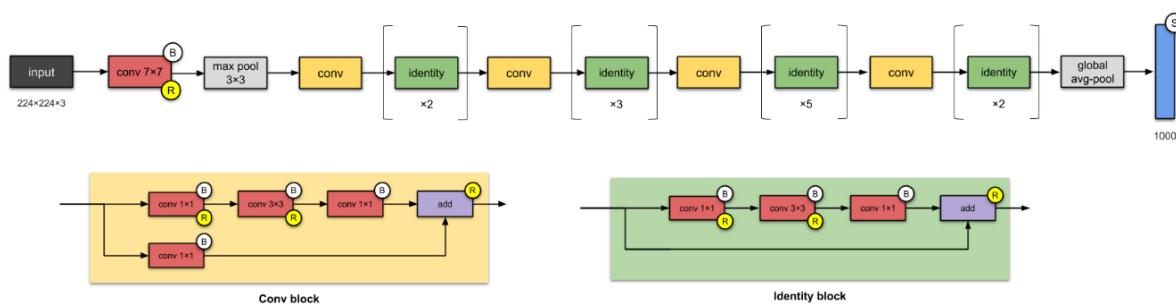 B
S
input
conv 7×7
max pool
3×3
conv
identity
conv
identity
conv
identity
conv
identity
global
avg-pool
R
224×224×3
×2
×3
×5
×2
1000
B
B
B
R
conv 1×1
conv 3×3
conv 1×1
add
R
R
B
conv 1×1
Conv block
B
B
B
R
conv 1×1
conv 3×3
conv 1×1
add
R
R
Identity block